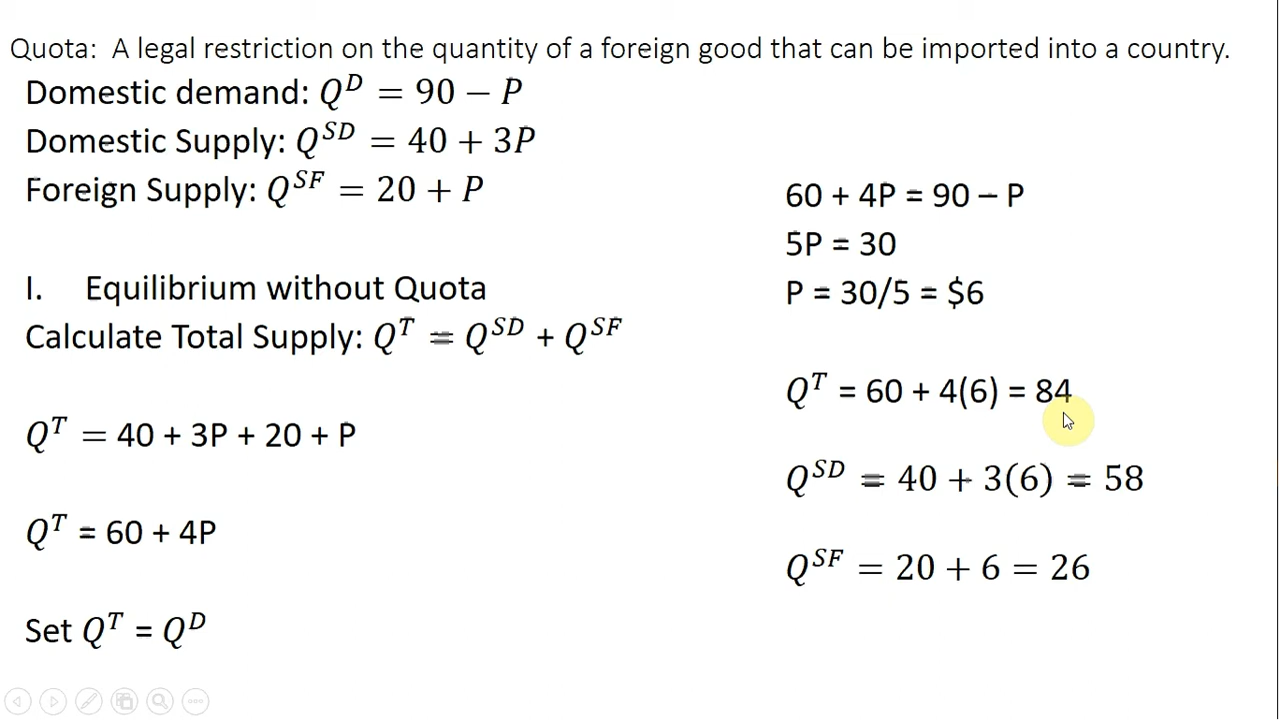 Quota: A legal restriction on the quantity of a foreign good that can be imported into a country.
Domestic demand: Q^D = 90 − P
Domestic Supply: Q^SD = 40 + 3P
Foreign Supply: Q^SF = 20 + P
I. Equilibrium without Quota
Calculate Total Supply: Q^T = Q^SD + Q^SF
Q^T = 40 + 3P + 20 + P
Q^T = 60 + 4P
Set Q^T = Q^D
60 + 4P = 90 – P
5P = 30
P = 30/5 = $6
Q^T = 60 + 4(6) = 84
Q^SD = 40 + 3(6) = 58
Q^SF = 20 + 6 = 26